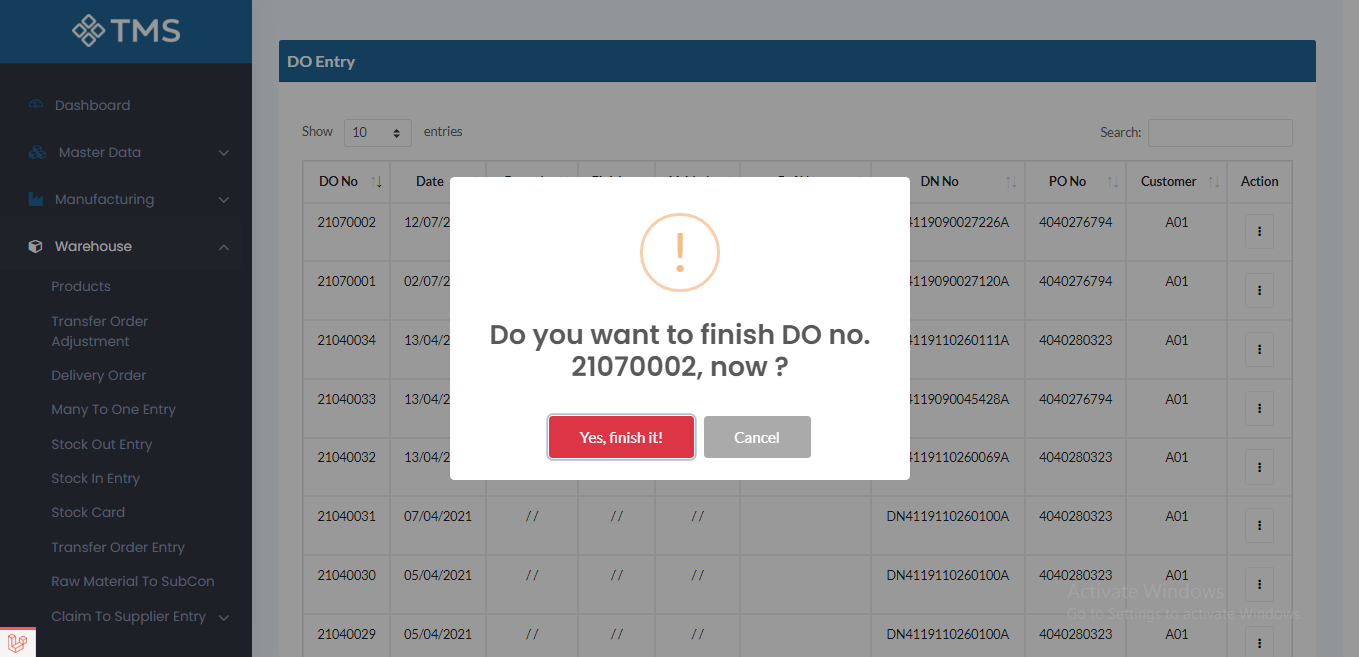 TMS
Dashboard
Master Data
Manufacturing
Warehouse
Products
Transfer Order
Adjustment
Delivery Order
Many To One Entry
Stock Out Entry
Stock In Entry
Stock Card
Transfer Order Entry
Raw Material To SubCon
Claim To Supplier Entry
DO Entry
Show 10 entries Search:
DO No Date DN No PO No Customer Action
21070002 12/07/2 4119090027226A 4040276794 A01
21070001 02/07/2 4119090027120A 4040276794 A01
21040034 13/04/2 4119110260111A 4040280323 A01
21040033 13/04/2 4119090045428A 4040276794 A01
21040032 13/04/2 4119110260069A 4040280323 A01
21040031 07/04/2021 / / / / / / DN4119110260100A 4040280323 A01
21040030 05/04/2021 / / / / / / DN4119110260100A 4040280323 A01
21040029 05/04/2021 / / / / / / DN4119110260100A 4040280323 A01
!
Do you want to finish DO no.
21070002, now ?
Yes, finish it! Cancel
Activate Windows
Go to Settings to activate Windows.